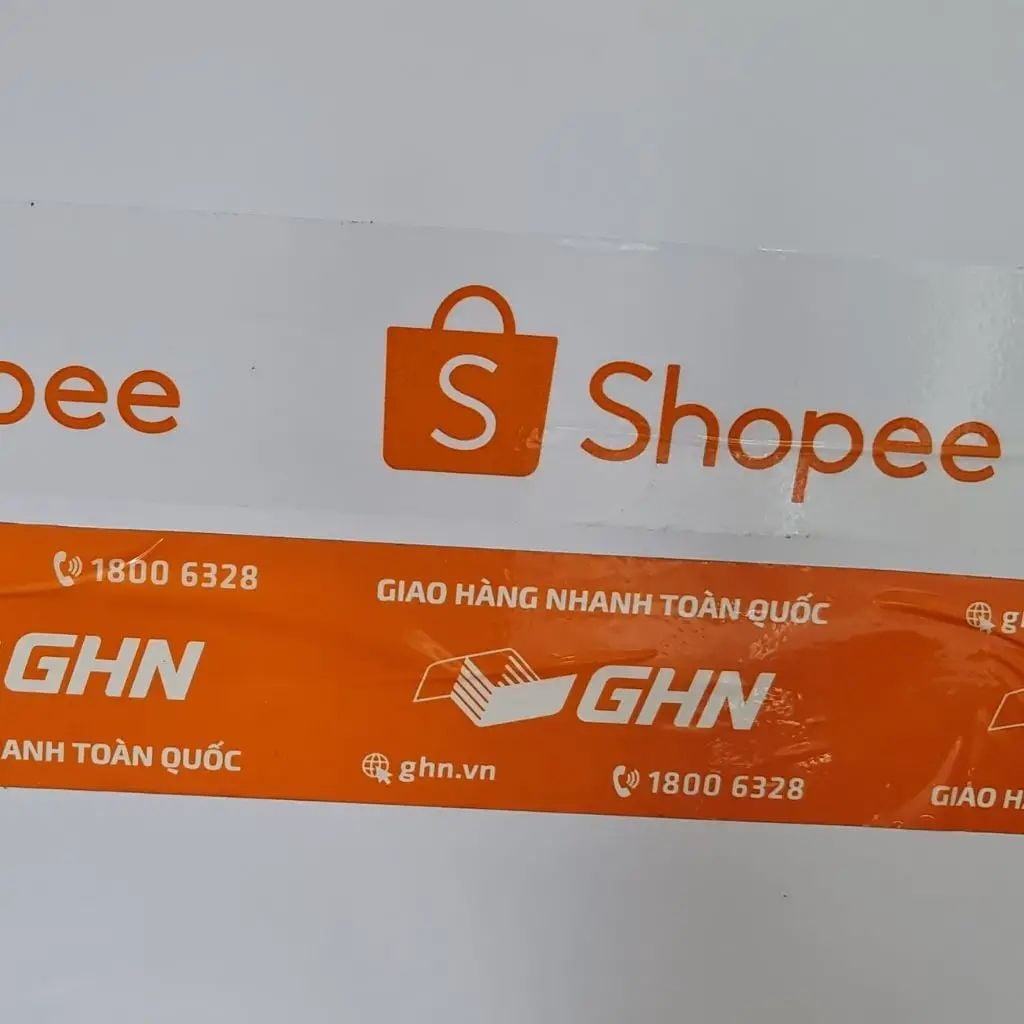 pee
S Shopee
1800 6328
GIAO HÀNG NHANH TOÀN QUỐC
GHN
GHN
ANH TOÀN QUỐC
ghn.vn
1800 6328
GIAO